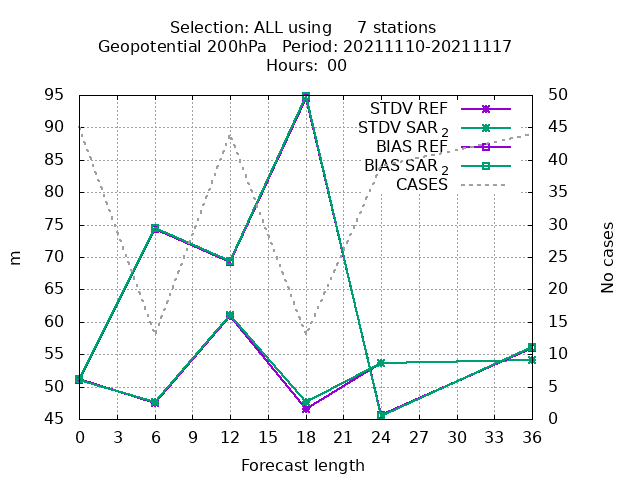 Selection: ALL using 7 stations
Geopotential 200hPa Period: 20211110-20211117
Hours: 00
95 50
STDV REF
90 45
STDV SAR 2
BIAS REF
85 40
BIAS SAR 2
80 35
CASES
75 30
70 25
m
No cases
65 20
60 15
55 10
50 5
45 0
0 3 6 9 12 15 18 21 24 27 30 33 36
Forecast length